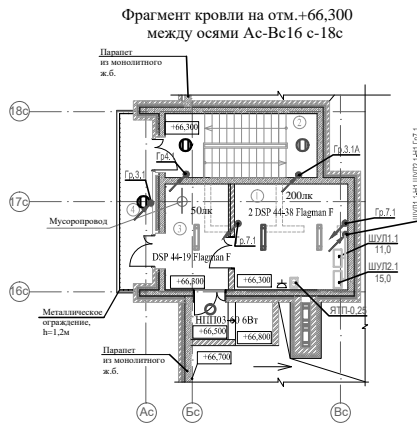 Фрагмент кровли на отм.+66,300
между осями Ас-Вс16 с-18с
Парапет
из монолитного
ж.б.
18с
+66,300
2
Гр4.1
Гр.3.1А
Гр.3,1
17с
4
50лк
1
200лк
Гр.7.1
Мусоропровод
3
2 DSP 44-38 Flagman F
Гр.7.1
ШУП1.1
11,0
DSP 44-19 Flagman F
ШУП2.1
15,0
+66,300
+66,300
16с
ЯТП-0,25
Металлическое
ограждение,
h=1,2м
НПП03-60 6Вт
+66,500
+66,800
Парапет
из монолитного
ж.б.
+66,700
Ас
Бс
Вс